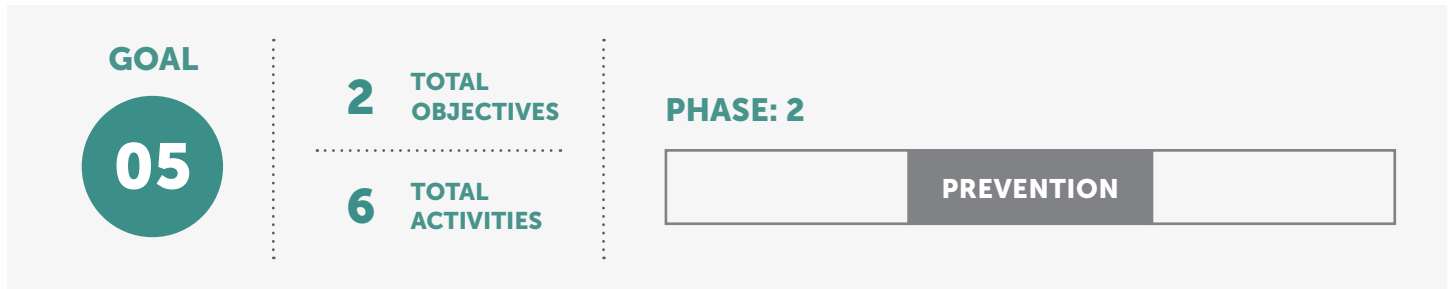 GOAL
05
2
TOTAL
OBJECTIVES
6
TOTAL
ACTIVITIES
PHASE: 2
PREVENTION